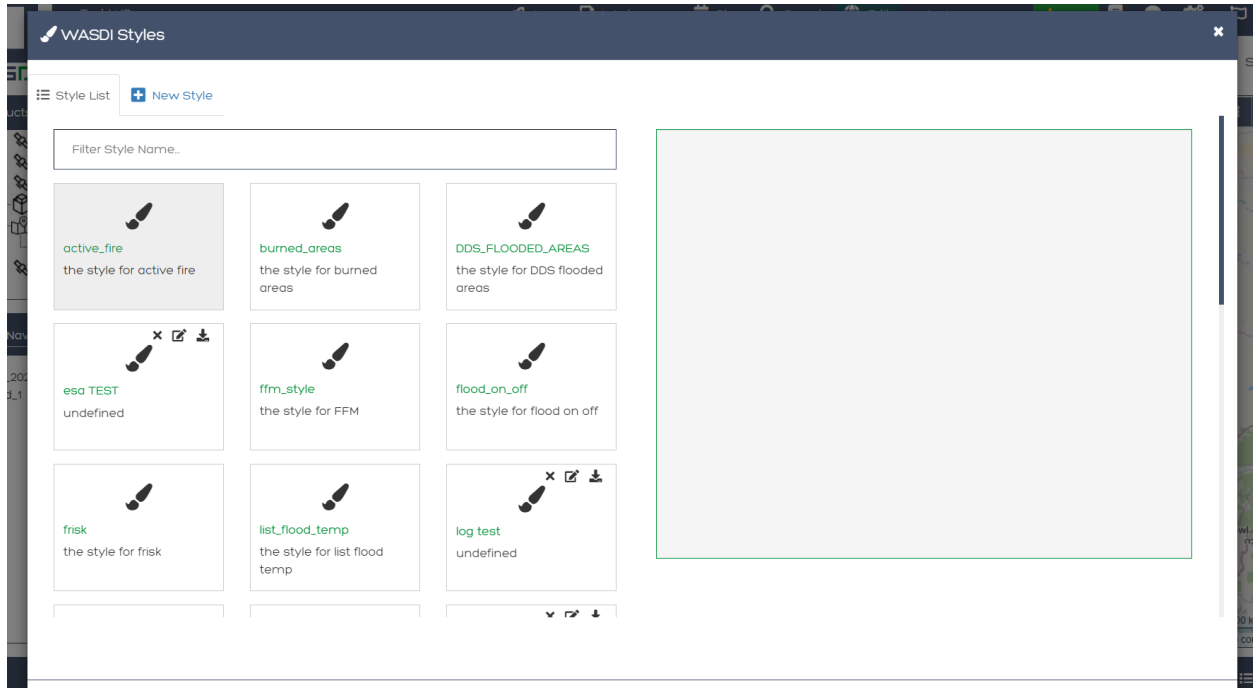 WASDI Styles
Style List
New Style
Filter Style Name..
active_fire
the style for active fire
burned_areas
the style for burned
areas
DDS_FLOODED_AREAS
the style for DDS flooded
areas
esa TEST
undefined
ffm_style
the style for FFM
flood_on_off
the style for flood on off
frisk
the style for frisk
list_flood_temp
the style for list flood
temp
log test
undefined